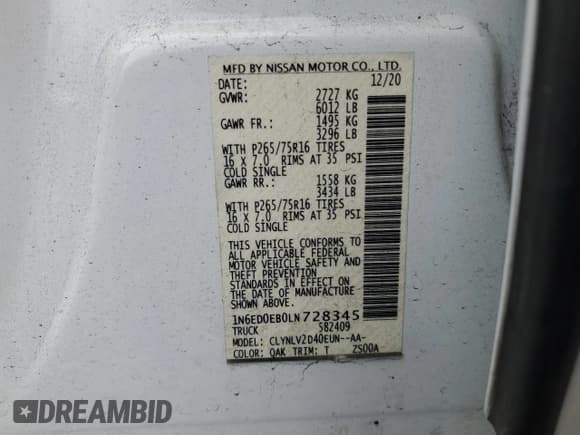 MFD BY NISSAN MOTOR CO., LTD.
DATE: 12/20
GVWR: 2727 KG
6012 LB
GAWR FR.: 1495 KG
3296 LB
WITH P265/75R16 TIRES
16 X 7.0 RIMS AT 35 PSI
COLD SINGLE
GAWR RR.: 1558 KG
3434 LB
WITH P265/75R16 TIRES
16 X 7.0 RIMS AT 35 PSI
COLD SINGLE
THIS VEHICLE CONFORMS TO
ALL APPLICABLE FEDERAL
MOTOR VEHICLE SAFETY AND
THEFT PREVENTION
STANDARDS IN EFFECT ON
THE DATE OF MANUFACTURE
SHOWN ABOVE.
1N6ED0EB0LN728345
TRUCK 582409
MODEL: CLYNLV2D40EUN--AA-
COLOR: QAK TRIM: T ZS00A
DREAMBID